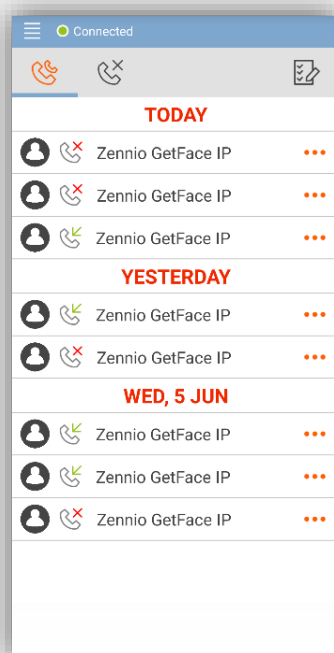 Connected
TODAY
Zennio GetFace IP
Zennio GetFace IP
Zennio GetFace IP
YESTERDAY
Zennio GetFace IP
Zennio GetFace IP
WED, 5 JUN
Zennio GetFace IP
Zennio GetFace IP
Zennio GetFace IP